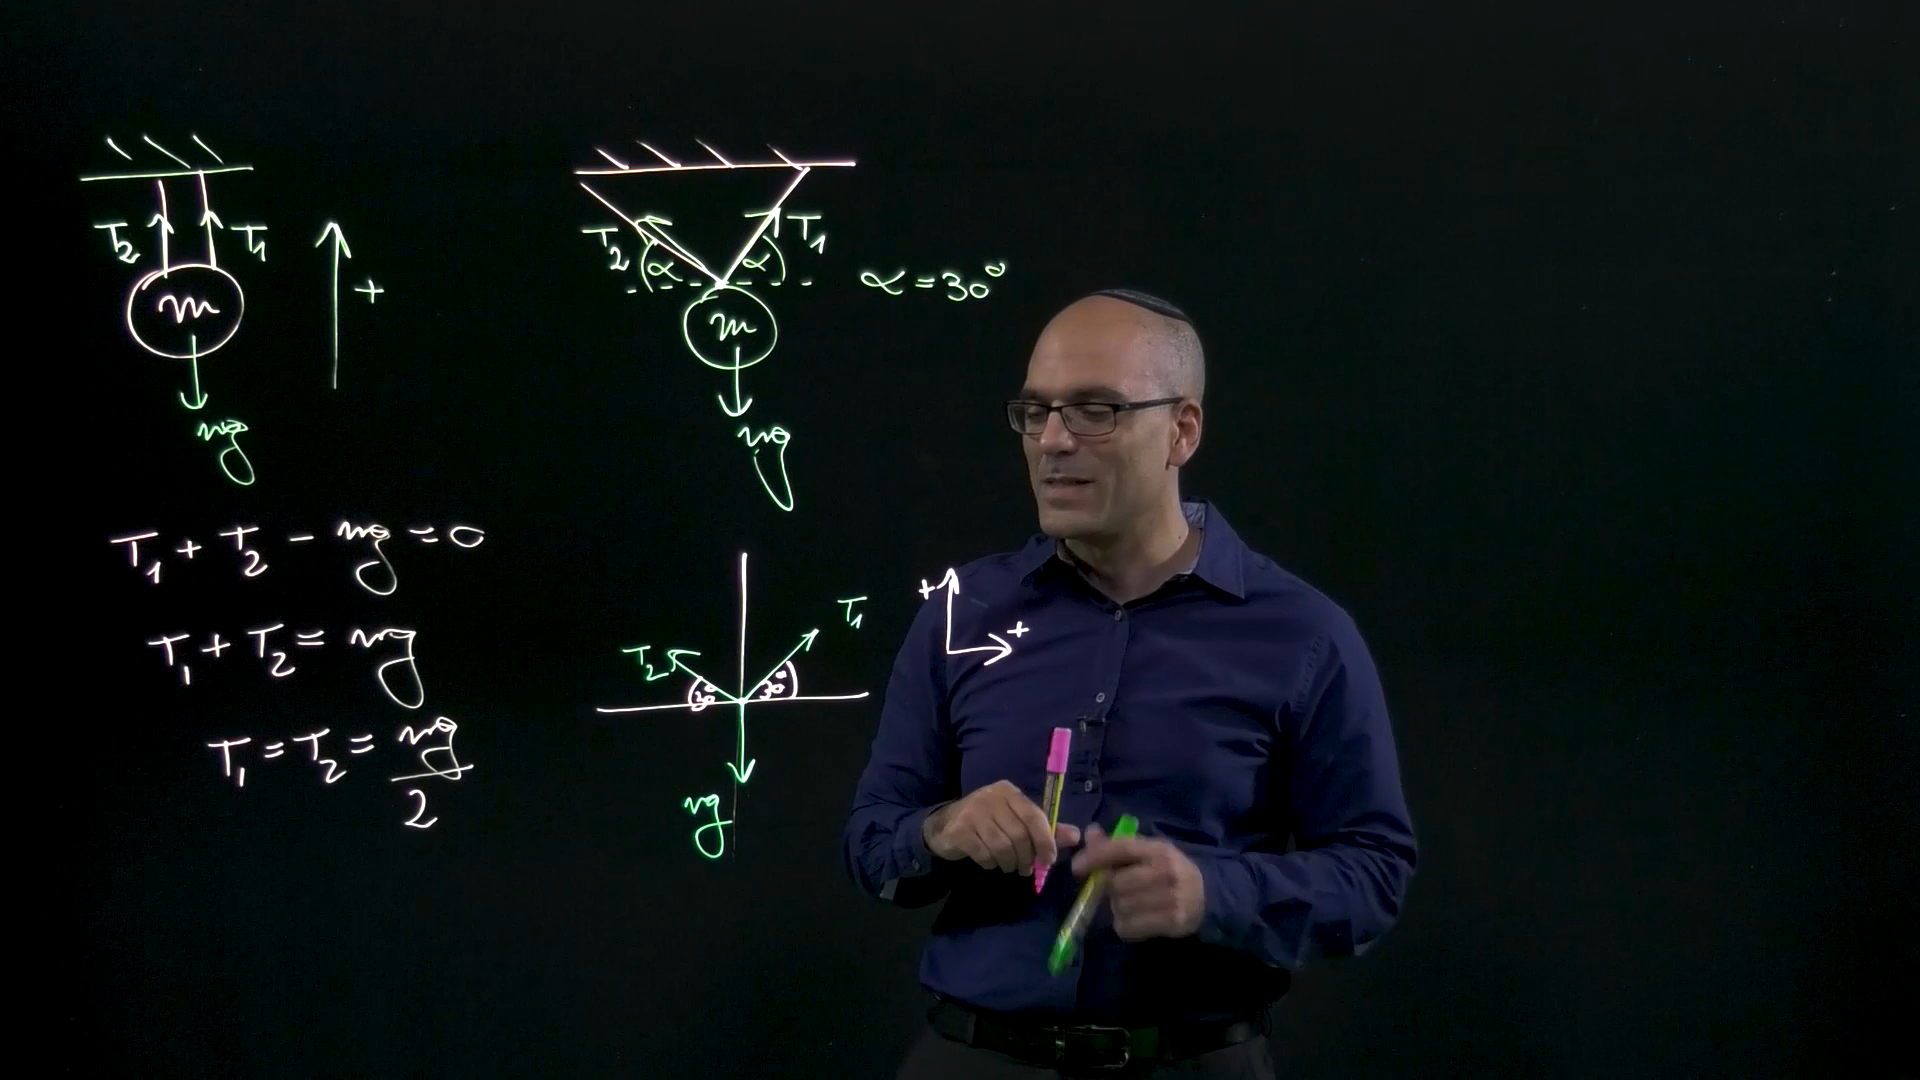 T₂ T₁
m
+
mg
T₁ + T₂ - mg = 0
T₁ + T₂ = mg
T₁ = T₂ = mg/2
T₂ T₁
α α
α = 30°
m
mg
T₁
T₂
30° 30°
mg
+
+